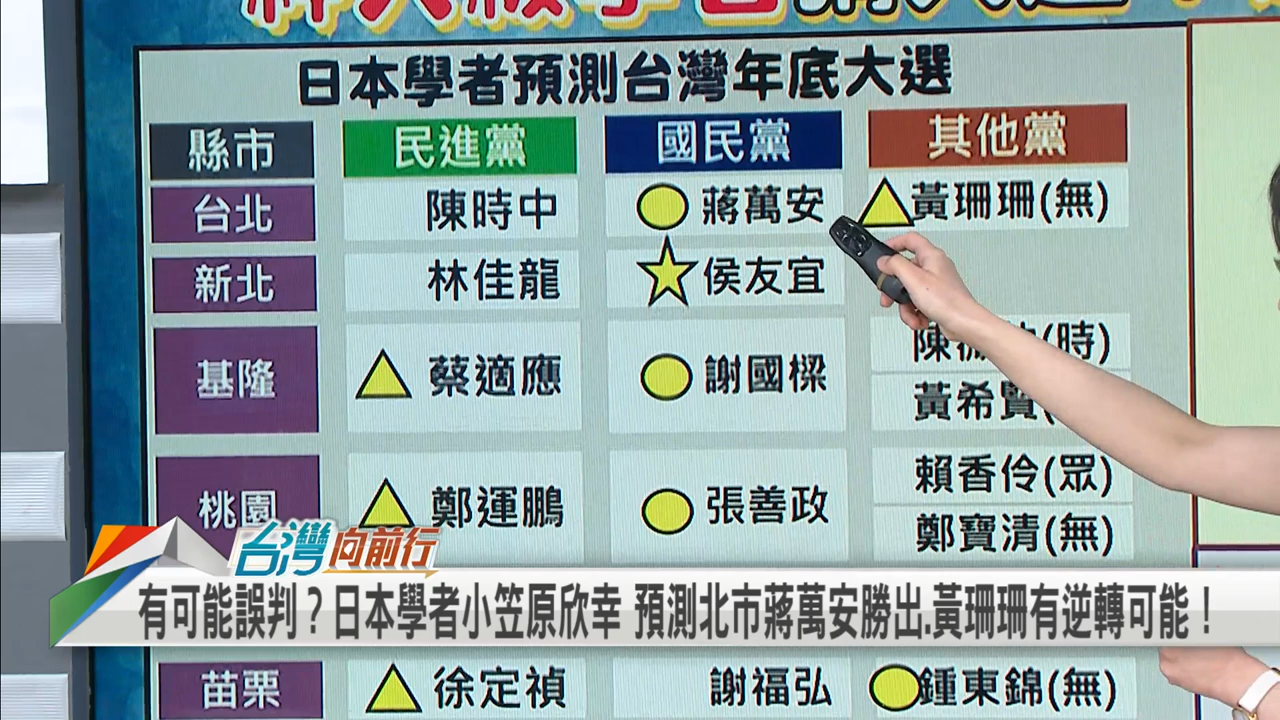 日本學者預測台灣年底大選
縣市 民進黨 國民黨 其他黨
台北 陳時中 蔣萬安 黃珊珊(無)
新北 林佳龍 侯友宜
基隆 蔡適應 謝國樑 陳 (時)
黃希賢
桃園 鄭運鵬 張善政 賴香伶(眾)
鄭寶清(無)
台灣向前行
有可能誤判?日本學者小笠原欣幸 預測北市蔣萬安勝出.黃珊珊有逆轉可能!
苗栗 徐定禎 謝福弘 鍾東錦(無)